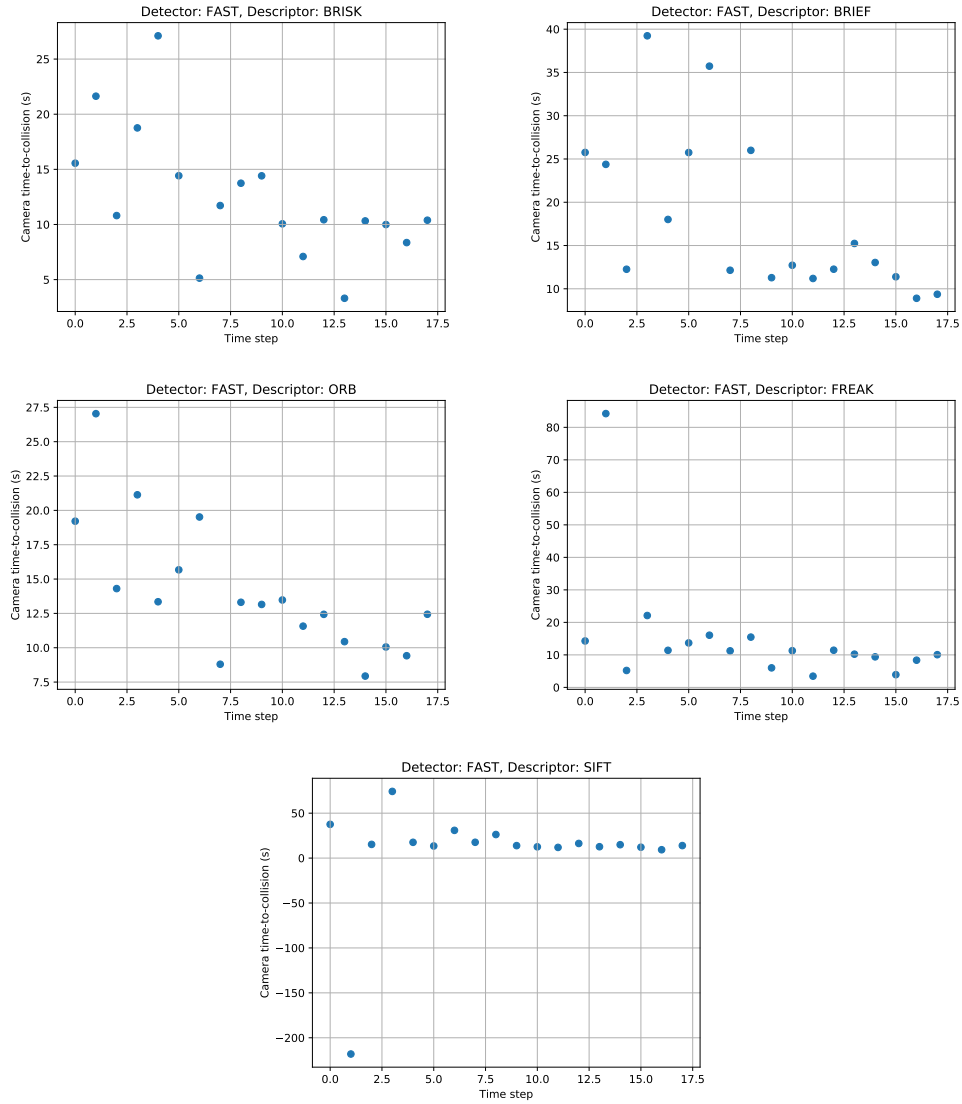 Detector: FAST, Descriptor: BRISK
Camera time-to-collision (s)
25
20
15
10
5
0.0 2.5 5.0 7.5 10.0 12.5 15.0 17.5
Time step
Detector: FAST, Descriptor: BRIEF
Camera time-to-collision (s)
40
35
30
25
20
15
10
0.0 2.5 5.0 7.5 10.0 12.5 15.0 17.5
Time step
Detector: FAST, Descriptor: ORB
Camera time-to-collision (s)
27.5
25.0
22.5
20.0
17.5
15.0
12.5
10.0
7.5
0.0 2.5 5.0 7.5 10.0 12.5 15.0 17.5
Time step
Detector: FAST, Descriptor: FREAK
Camera time-to-collision (s)
80
70
60
50
40
30
20
10
0
0.0 2.5 5.0 7.5 10.0 12.5 15.0 17.5
Time step
Detector: FAST, Descriptor: SIFT
Camera time-to-collision (s)
50
0
−50
−100
−150
−200
0.0 2.5 5.0 7.5 10.0 12.5 15.0 17.5
Time step